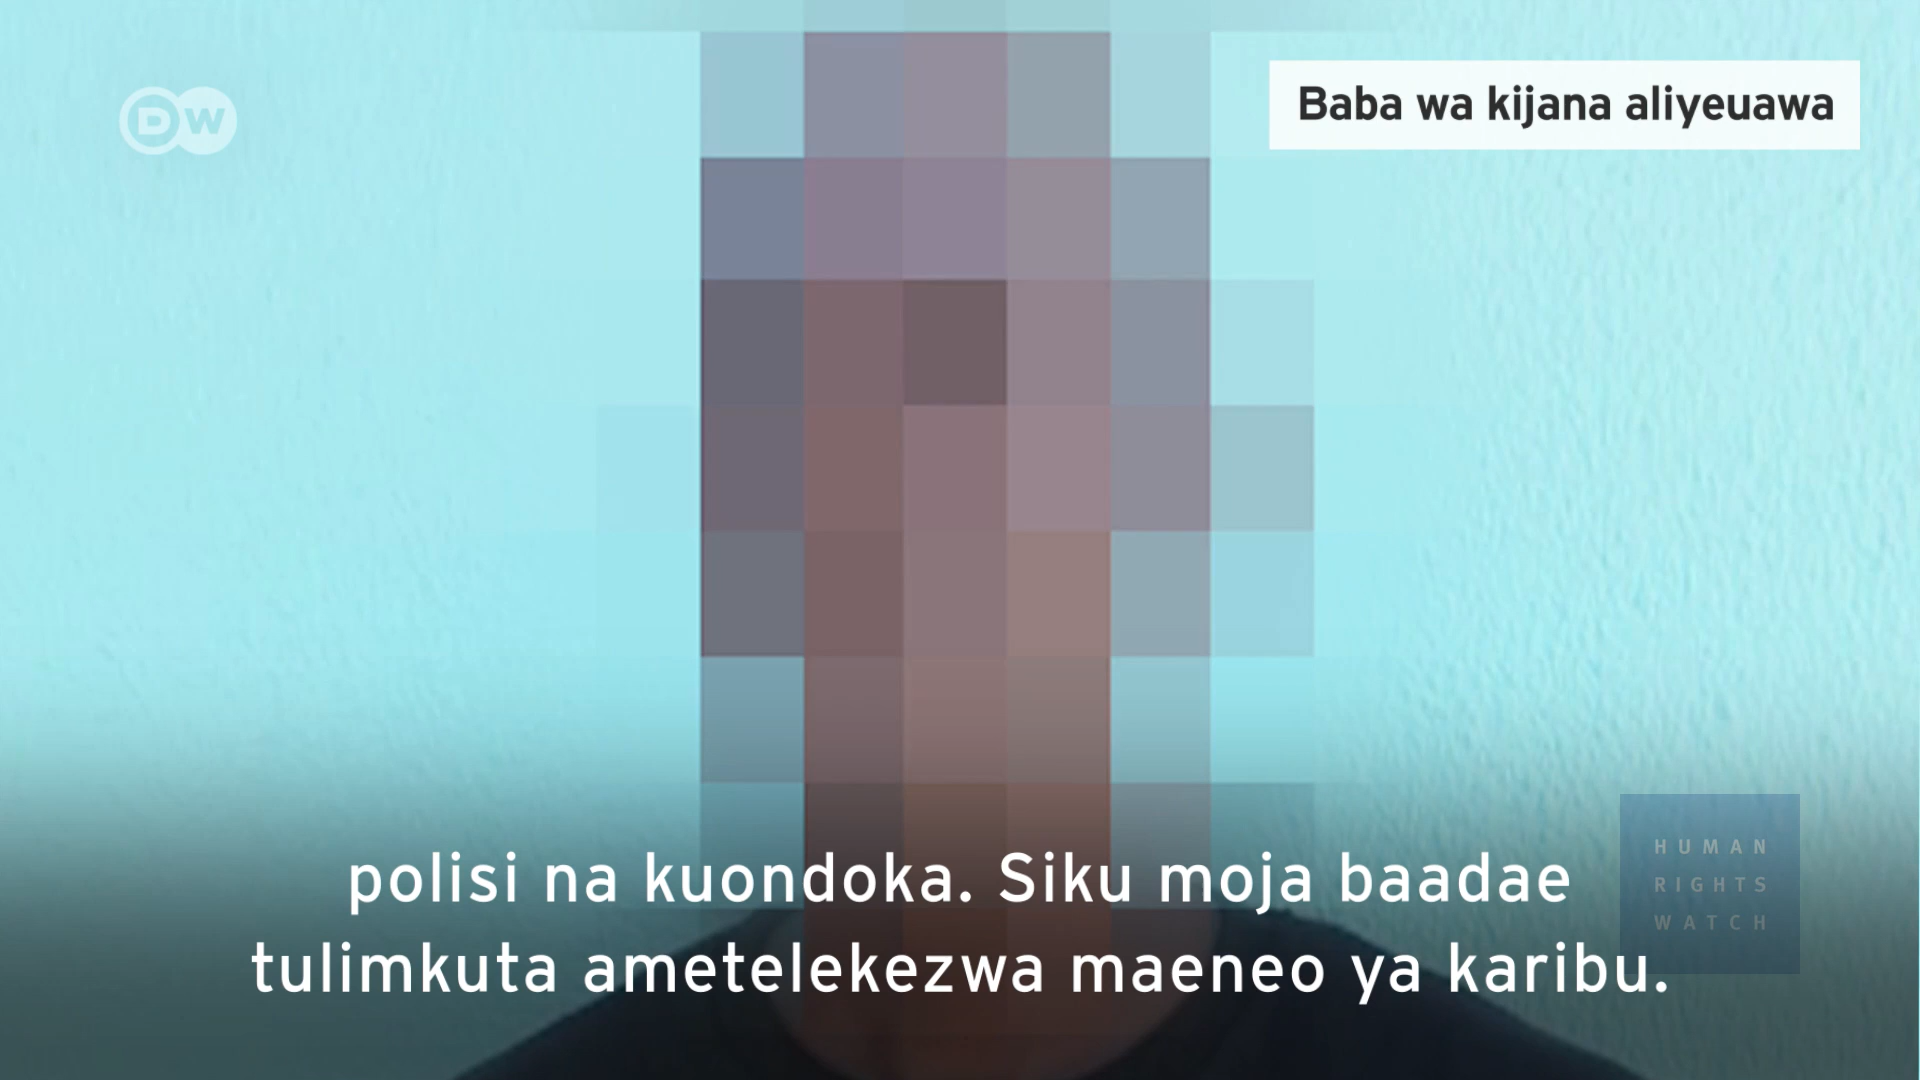 DW
Baba wa kijana aliyeuawa
HUMAN
RIGHTS
WATCH
polisi na kuondoka. Siku moja baadae
tulimkuta ametelekezwa maeneo ya karibu.